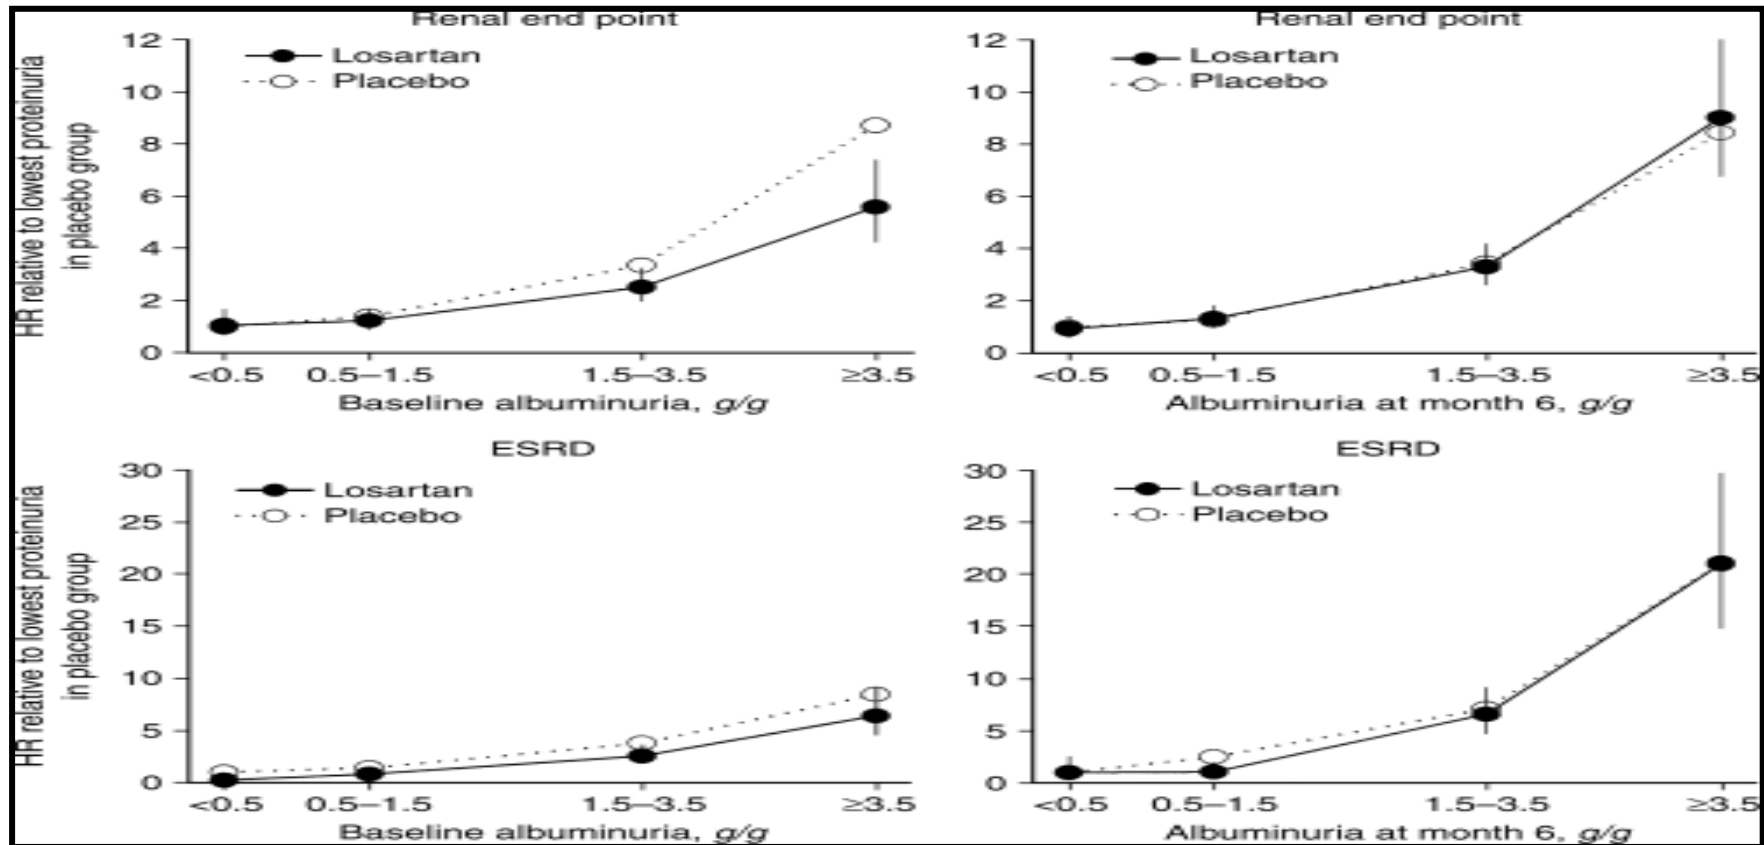 Renal end point
HR relative to lowest proteinuria
in placebo group
12
10
8
6
4
2
0
Losartan
Placebo
<0.5 0.5–1.5 1.5–3.5 ≥3.5
Baseline albuminuria, g/g
Renal end point
12
10
8
6
4
2
0
Losartan
Placebo
<0.5 0.5–1.5 1.5–3.5 ≥3.5
Albuminuria at month 6, g/g
ESRD
HR relative to lowest proteinuria
in placebo group
30
25
20
15
10
5
0
Losartan
Placebo
<0.5 0.5–1.5 1.5–3.5 ≥3.5
Baseline albuminuria, g/g
ESRD
30
25
20
15
10
5
0
Losartan
Placebo
<0.5 0.5–1.5 1.5–3.5 ≥3.5
Albuminuria at month 6, g/g